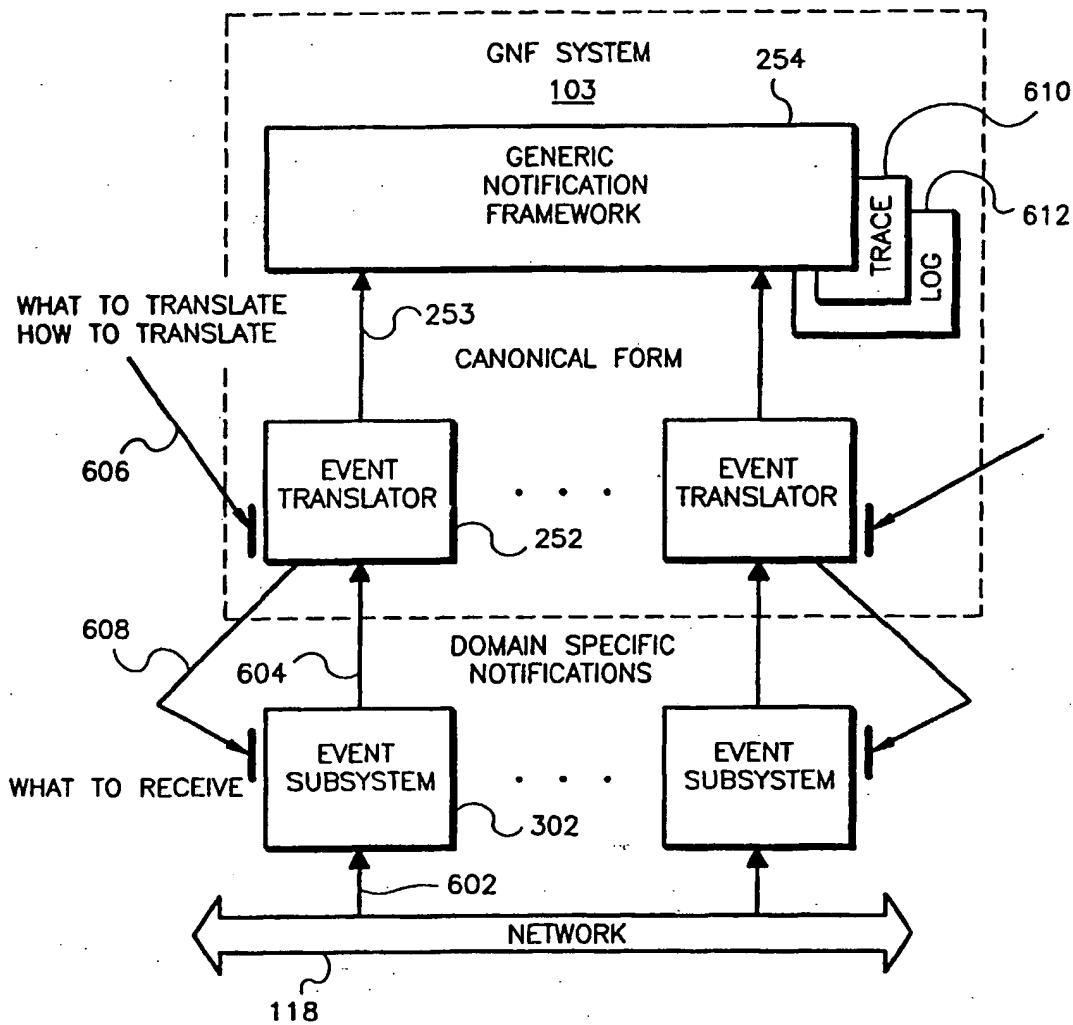 GNF SYSTEM
103
254
610
GENERIC
NOTIFICATION
FRAMEWORK
TRACE
612
LOG
WHAT TO TRANSLATE
HOW TO TRANSLATE
253
CANONICAL FORM
606
EVENT
TRANSLATOR
. . .
EVENT
TRANSLATOR
252
608
604
DOMAIN SPECIFIC
NOTIFICATIONS
EVENT
SUBSYSTEM
. . .
EVENT
SUBSYSTEM
WHAT TO RECEIVE
302
602
NETWORK
118